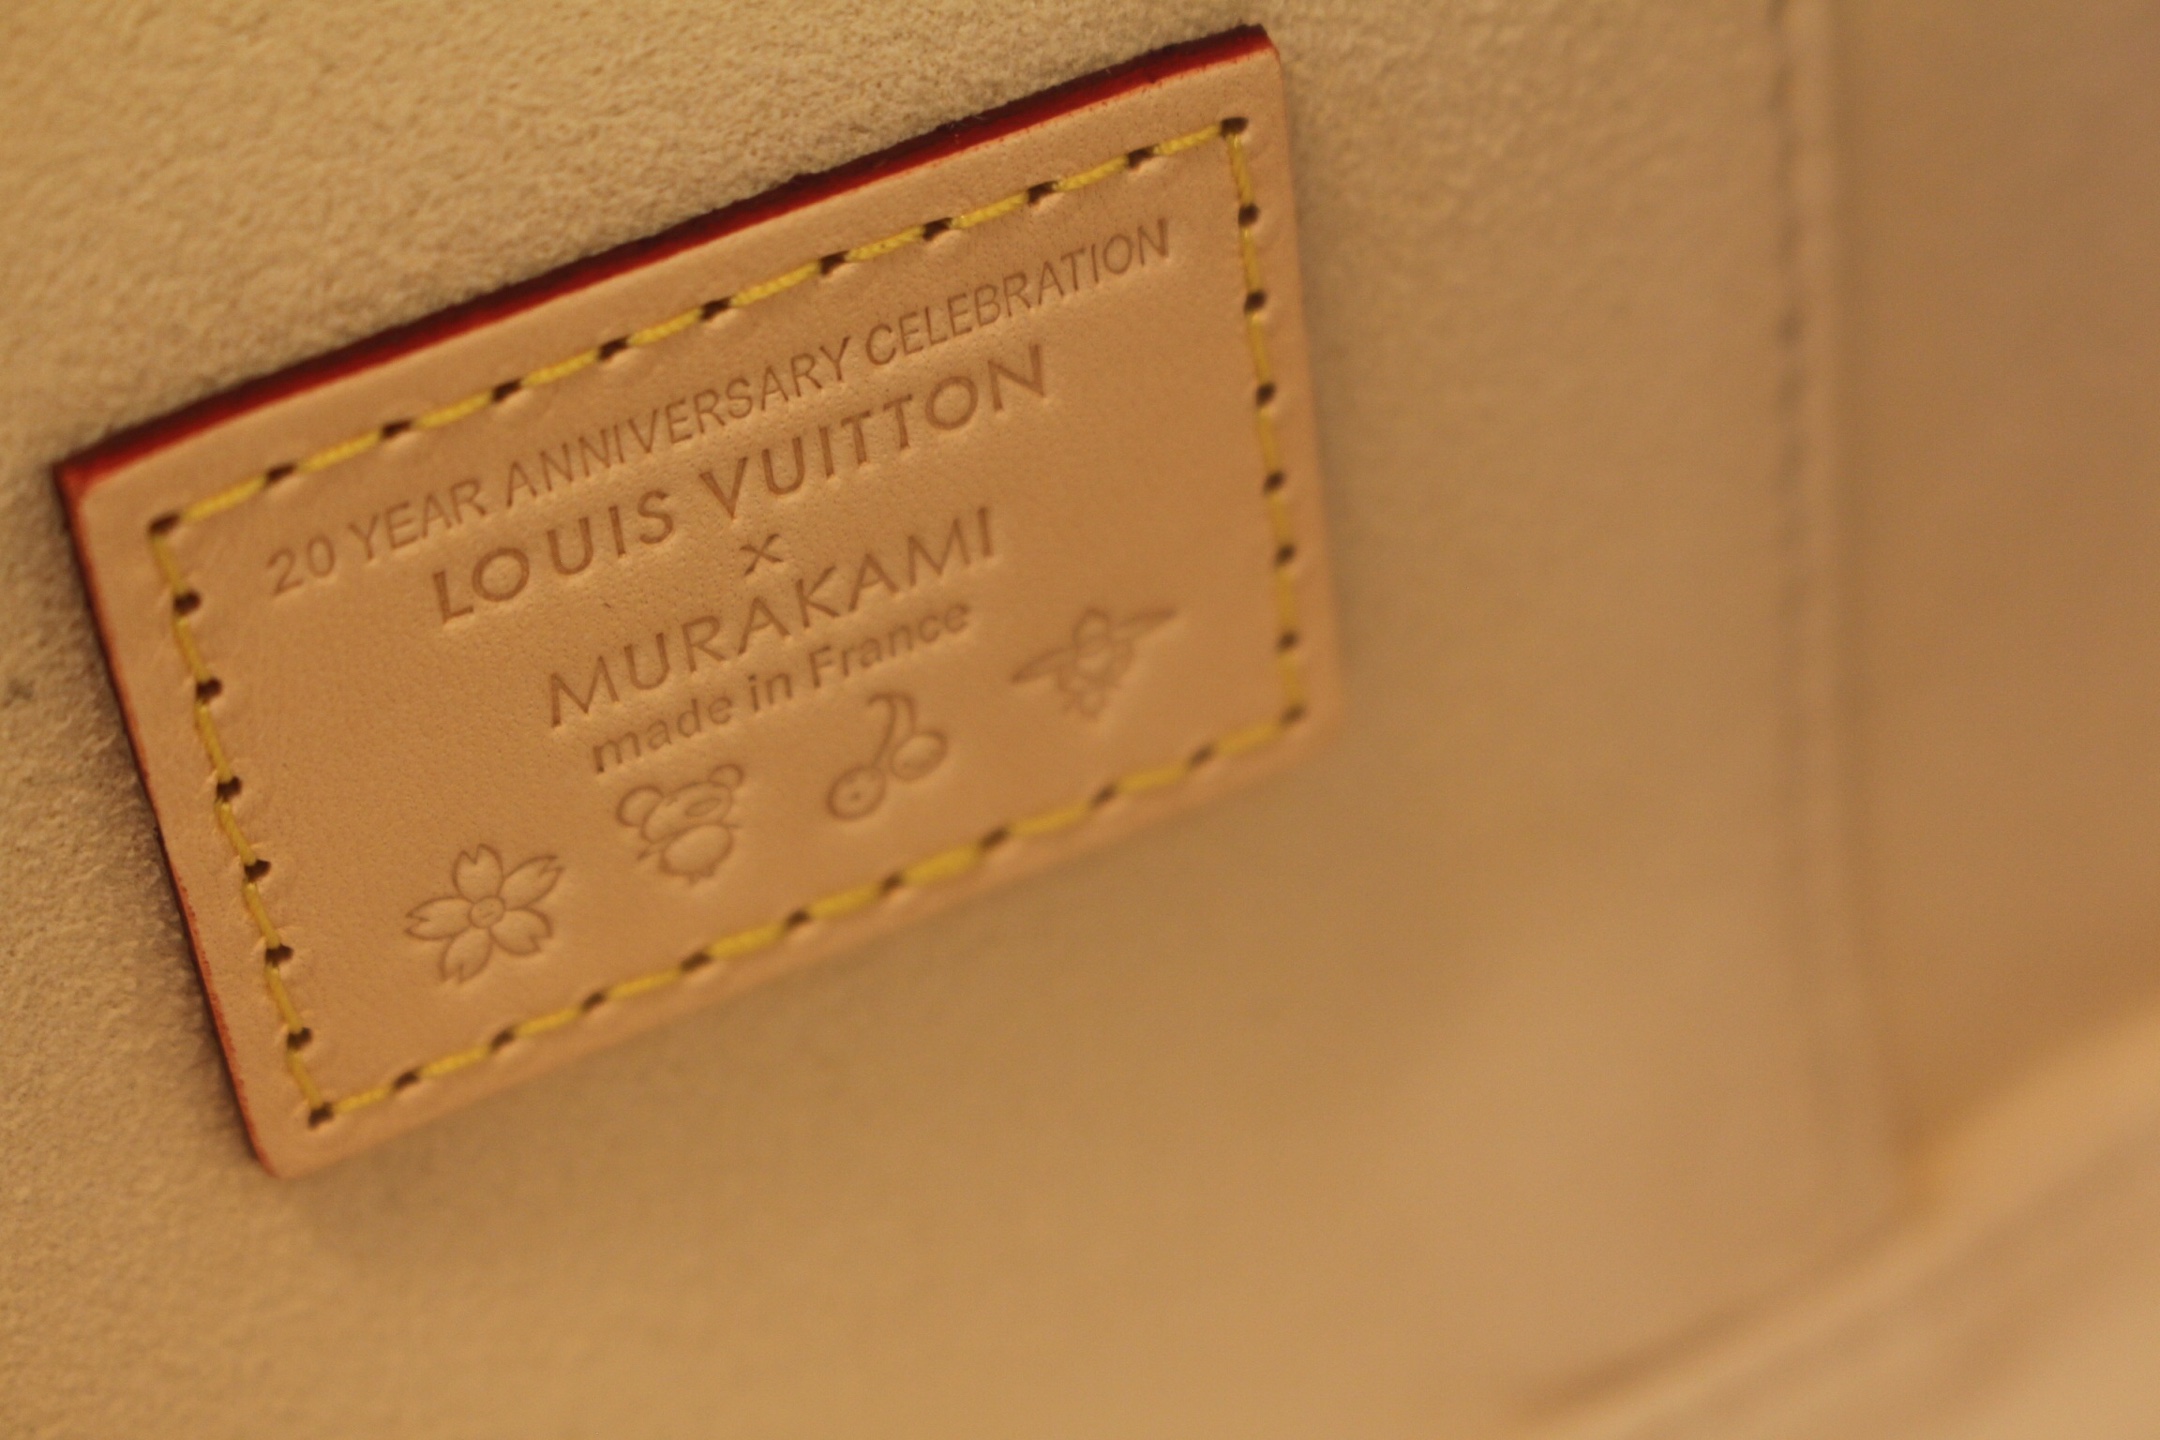 20 YEAR ANNIVERSARY CELEBRATION
LOUIS VUITTON
×
MURAKAMI
made in France